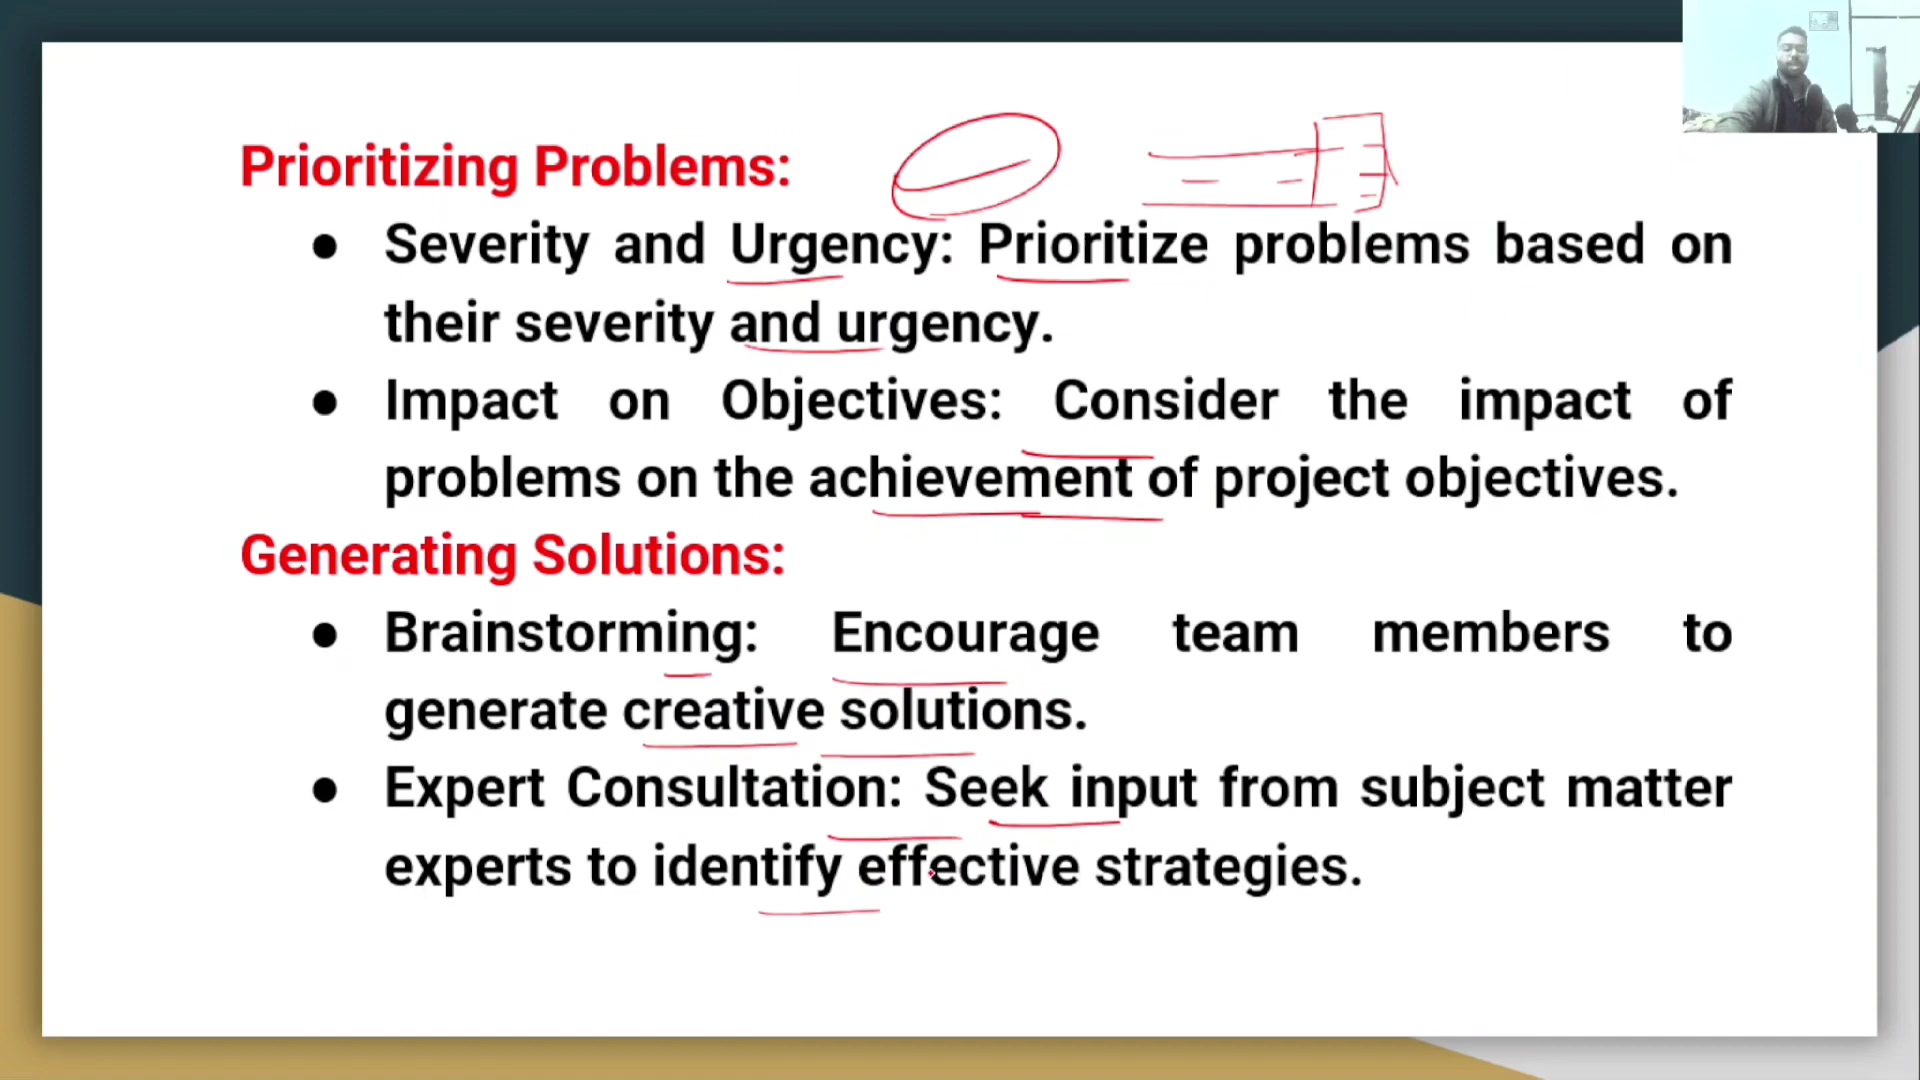 Prioritizing Problems:
● Severity and Urgency: Prioritize problems based on
their severity and urgency.
● Impact on Objectives: Consider the impact of
problems on the achievement of project objectives.
Generating Solutions:
● Brainstorming: Encourage team members to
generate creative solutions.
● Expert Consultation: Seek input from subject matter
experts to identify effective strategies.